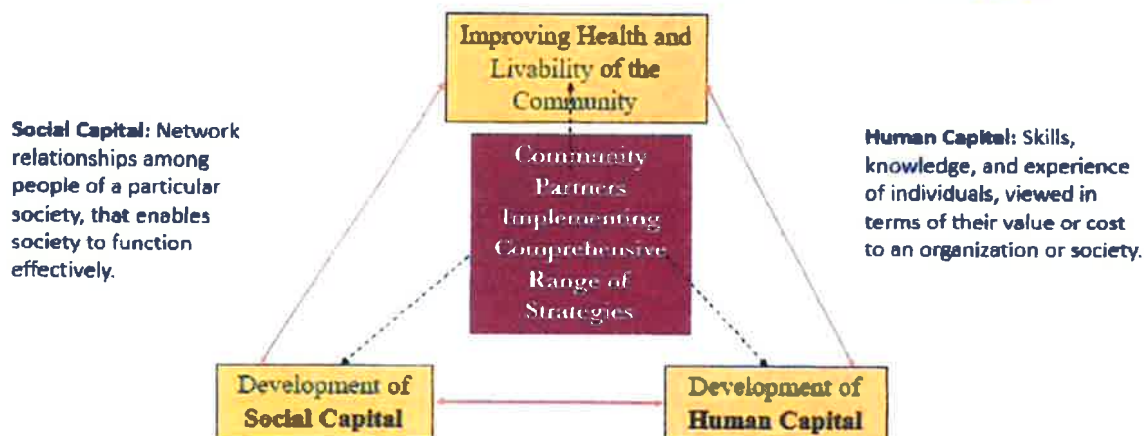 Improving Health and
Livability of the
Community
Social Capital: Network
relationships among
people of a particular
society, that enables
society to function
effectively.
Community
Partners
Implementing
Comprehensive
Range of
Strategies
Human Capital: Skills,
knowledge, and experience
of individuals, viewed in
terms of their value or cost
to an organization or society.
Development of
Social Capital
Development of
Human Capital